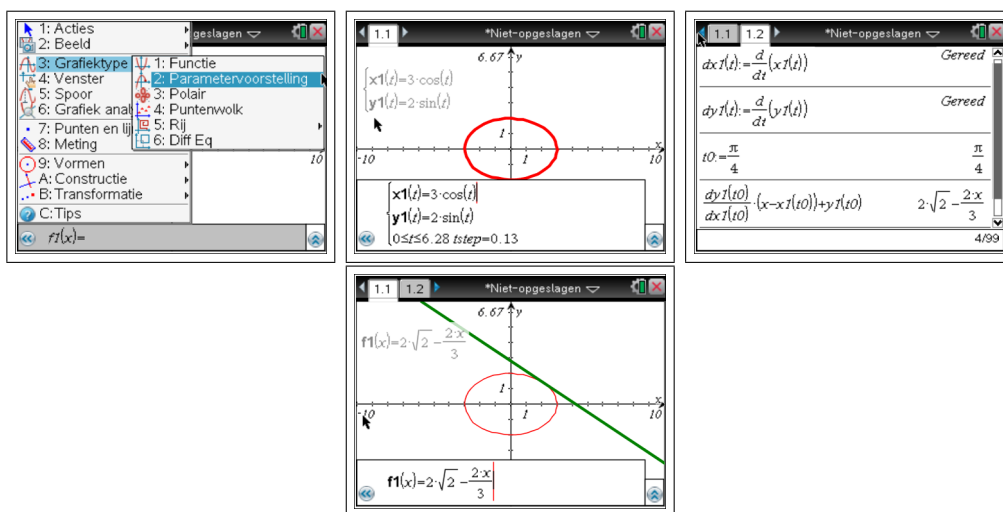 1: Acties
2: Beeld
3: Grafiektype
4: Venster
5: Spoor
6: Grafiek anal
7: Punten en lij
8: Meting
9: Vormen
A: Constructie
B: Transformatie
C: Tips
geslagen
1: Functie
2: Parametervoorstelling
3: Polair
4: Puntenwolk
5: Rij
6: Diff Eq
10
f1(x)=
1.1 *Niet-opgeslagen
6.67 y
{x1(t)=3·cos(t)
y1(t)=2·sin(t)
1
x
-10 1 10
{x1(t)=3·cos(t)
y1(t)=2·sin(t)
0≤t≤6.28 tstep=0.13
1.1 1.2 *Niet-opgeslagen
dx1(t):=d/dt(x1(t)) Gereed
dy1(t):=d/dt(y1(t)) Gereed
t0:=π/4 π/4
dy1(t0)/dx1(t0)·(x-x1(t0))+y1(t0) 2·√2-2·x/3
4/99
1.1 1.2 *Niet-opgeslagen
6.67 y
f1(x)=2·√2-2·x/3
1
x
-10 1 10
f1(x)=2·√2-2·x/3